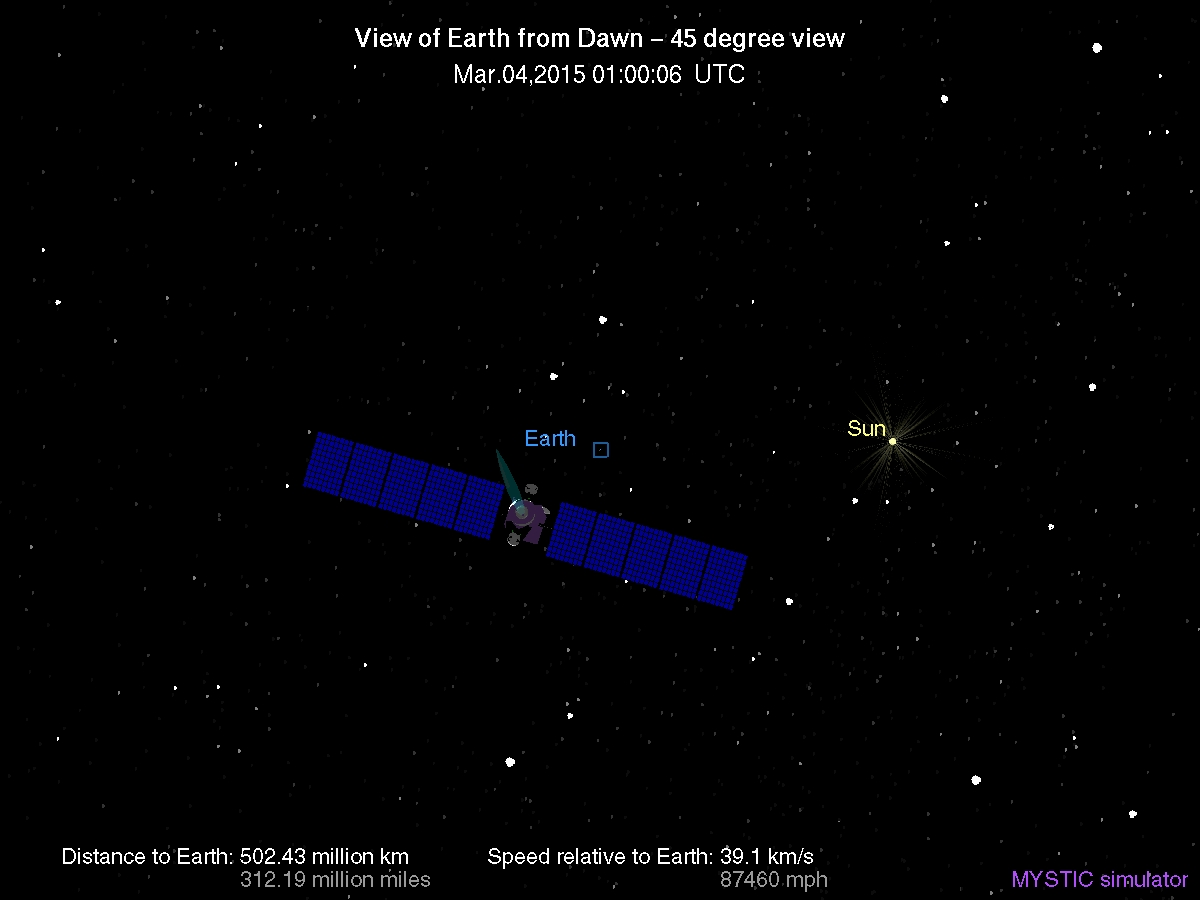 View of Earth from Dawn – 45 degree view
Mar.04,2015 01:00:06 UTC
Sun
Earth
Distance to Earth: 502.43 million km
312.19 million miles
Speed relative to Earth: 39.1 km/s
87460 mph
MYSTIC simulator